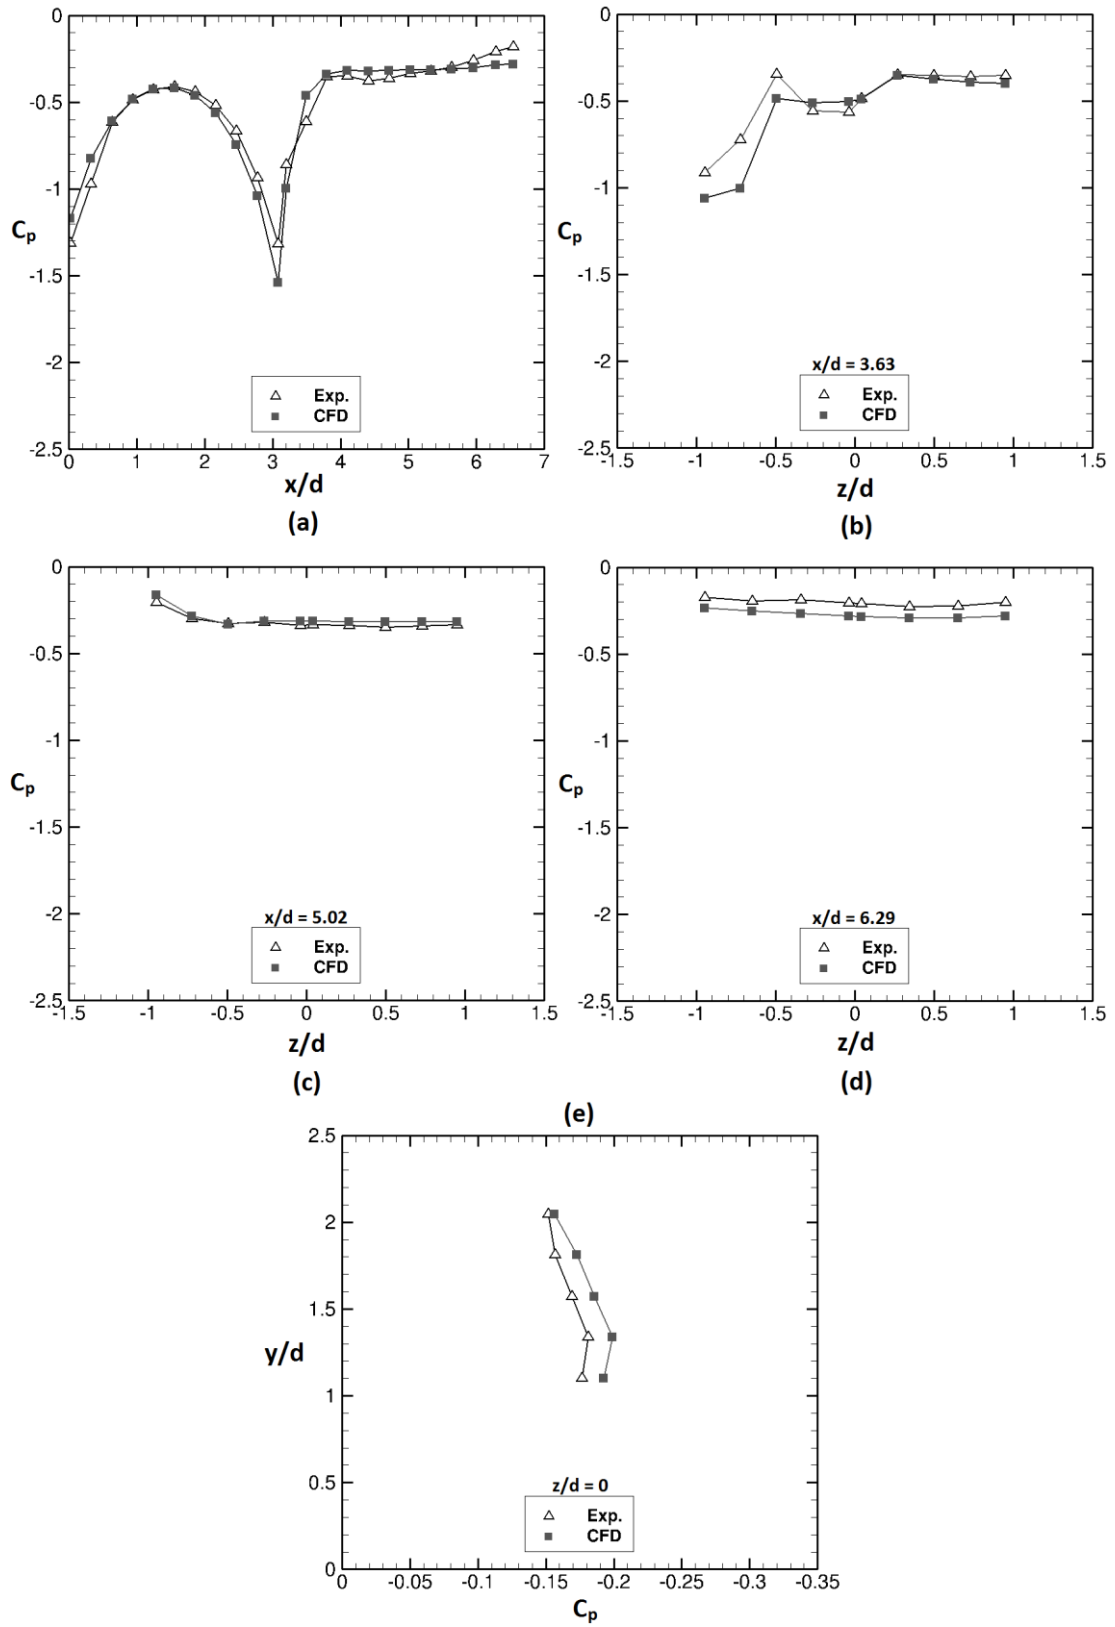 0
-0.5
-1
Cp
-1.5
-2
Exp.
CFD
-2.5
0 1 2 3 4 5 6 7
x/d
(a)
0
-0.5
-1
Cp
-1.5
-2
x/d = 3.63
Exp.
CFD
-2.5
-1.5 -1 -0.5 0 0.5 1 1.5
z/d
(b)
0
-0.5
-1
Cp
-1.5
-2
x/d = 5.02
Exp.
CFD
-2.5
-1.5 -1 -0.5 0 0.5 1 1.5
z/d
(c)
0
-0.5
-1
Cp
-1.5
-2
x/d = 6.29
Exp.
CFD
-2.5
-1.5 -1 -0.5 0 0.5 1 1.5
z/d
(d)
(e)
2.5
2
1.5
y/d
1
0.5
z/d = 0
Exp.
CFD
0
0 -0.05 -0.1 -0.15 -0.2 -0.25 -0.3 -0.35
Cp